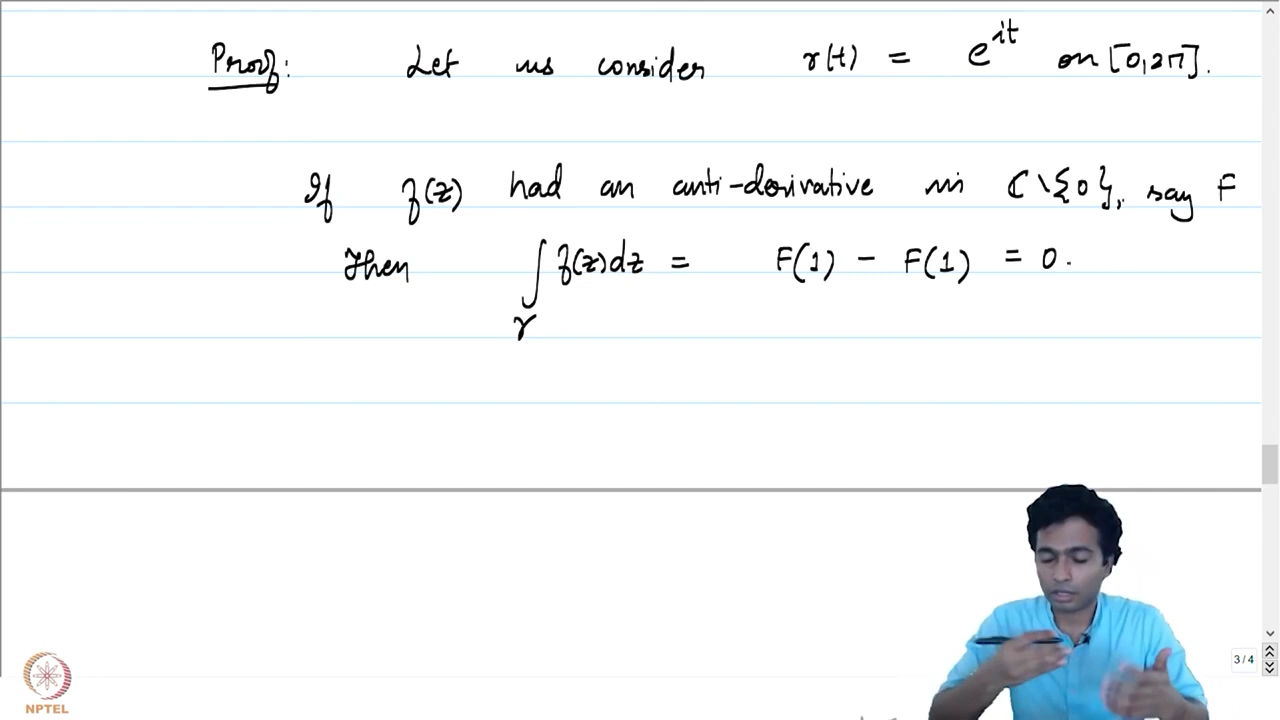 Proof: Let us consider γ(t) = e^{it} on [0,2π].
If f(z) had an anti-derivative in ℂ\{0}, say F
Then ∫_γ f(z)dz = F(1) - F(1) = 0.
3 / 4
NPTEL